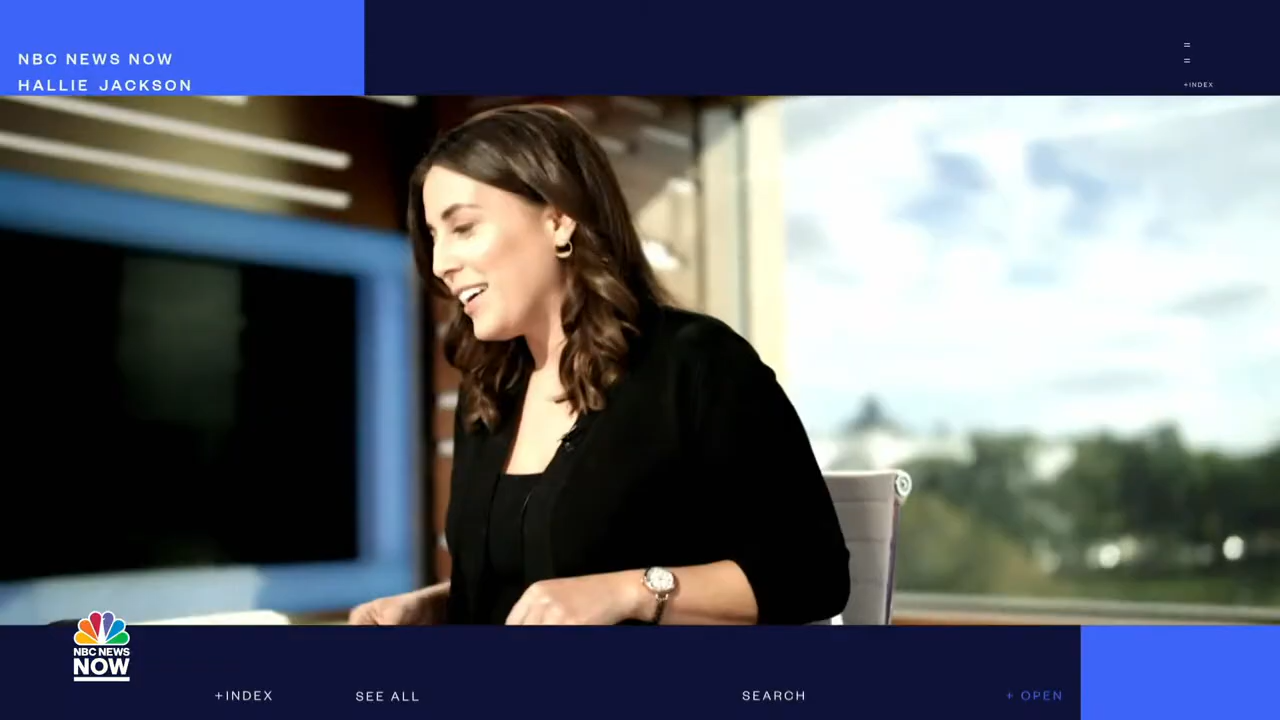 NBC NEWS NOW
HALLIE JACKSON
=
=
+INDEX
NBC NEWS
NOW
+INDEX
SEE ALL
SEARCH
+ OPEN